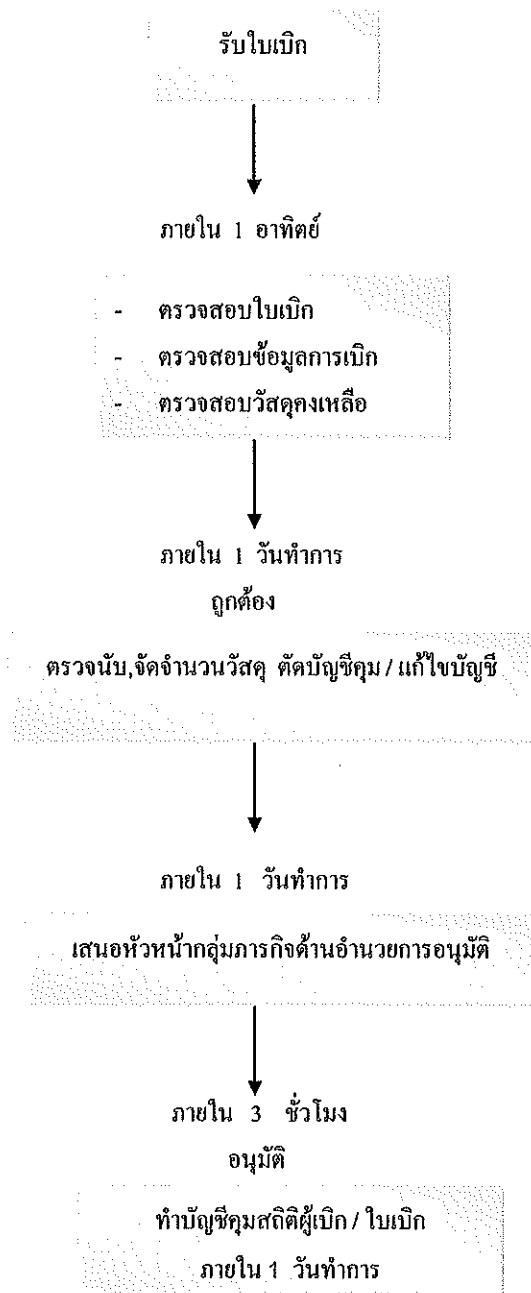 รับใบเบิก
ภายใน 1 อาทิตย์
- ตรวจสอบใบเบิก
- ตรวจสอบข้อมูลการเบิก
- ตรวจสอบวัสดุคงเหลือ
ภายใน 1 วันทำการ
ถูกต้อง
ตรวจนับ,จัดจำนวนวัสดุ ตัดบัญชีคุม / แก้ไขบัญชี
ภายใน 1 วันทำการ
เสนอหัวหน้ากลุ่มภารกิจด้านอำนวยการอนุมัติ
ภายใน 3 ชั่วโมง
อนุมัติ
ทำบัญชีคุมสถิติผู้เบิก / ใบเบิก
ภายใน 1 วันทำการ